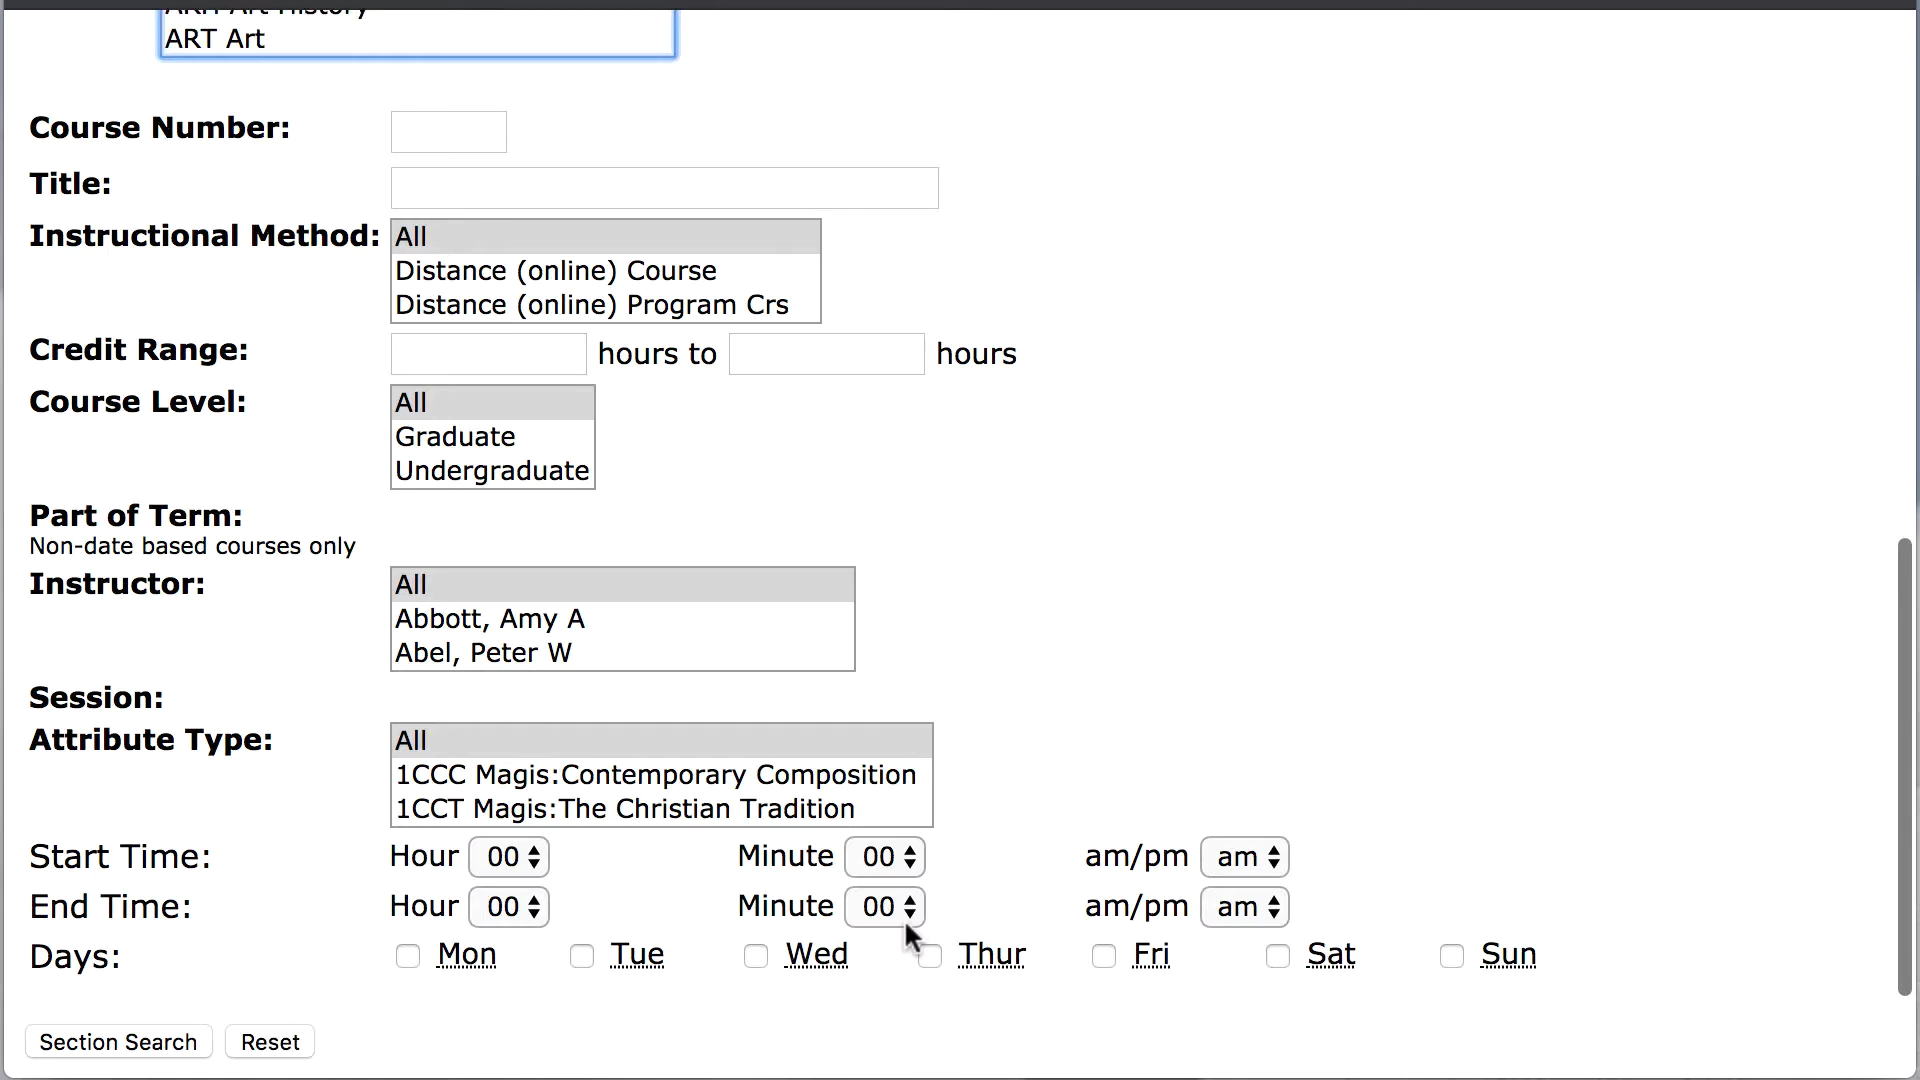 ARH Art History
ART Art
Course Number:
Title:
Instructional Method: All
Distance (online) Course
Distance (online) Program Crs
Credit Range: hours to hours
Course Level: All
Graduate
Undergraduate
Part of Term:
Non-date based courses only
Instructor: All
Abbott, Amy A
Abel, Peter W
Session:
Attribute Type: All
1CCC Magis:Contemporary Composition
1CCT Magis:The Christian Tradition
Start Time: Hour 00 Minute 00 am/pm am
End Time: Hour 00 Minute 00 am/pm am
Days: Mon Tue Wed Thur Fri Sat Sun
Section Search Reset